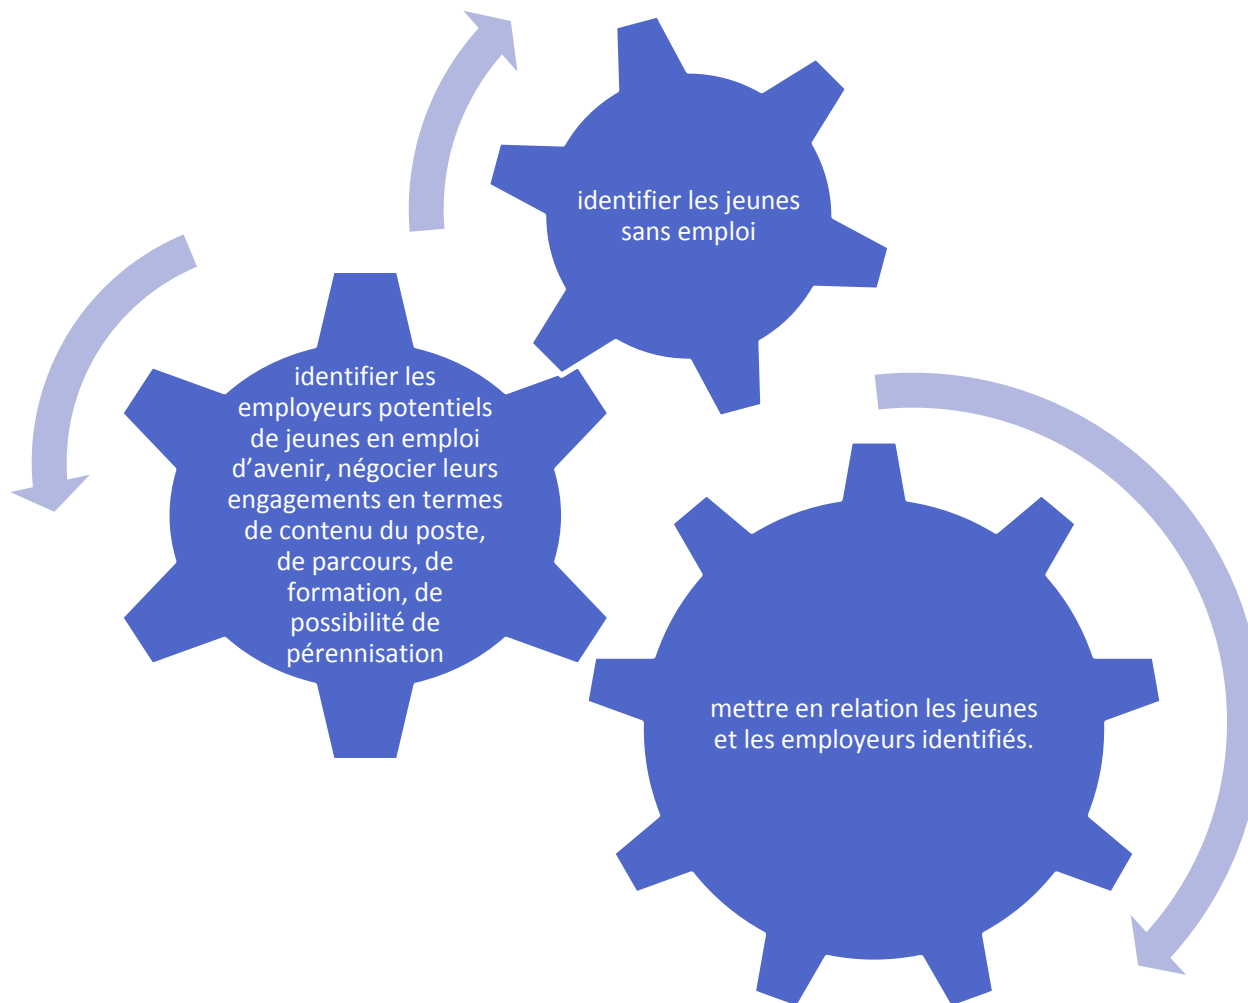 identifier les jeunes
sans emploi
identifier les
employeurs potentiels
de jeunes en emploi
d’avenir, négocier leurs
engagements en termes
de contenu du poste,
de parcours, de
formation, de
possibilité de
pérennisation
mettre en relation les jeunes
et les employeurs identifiés.